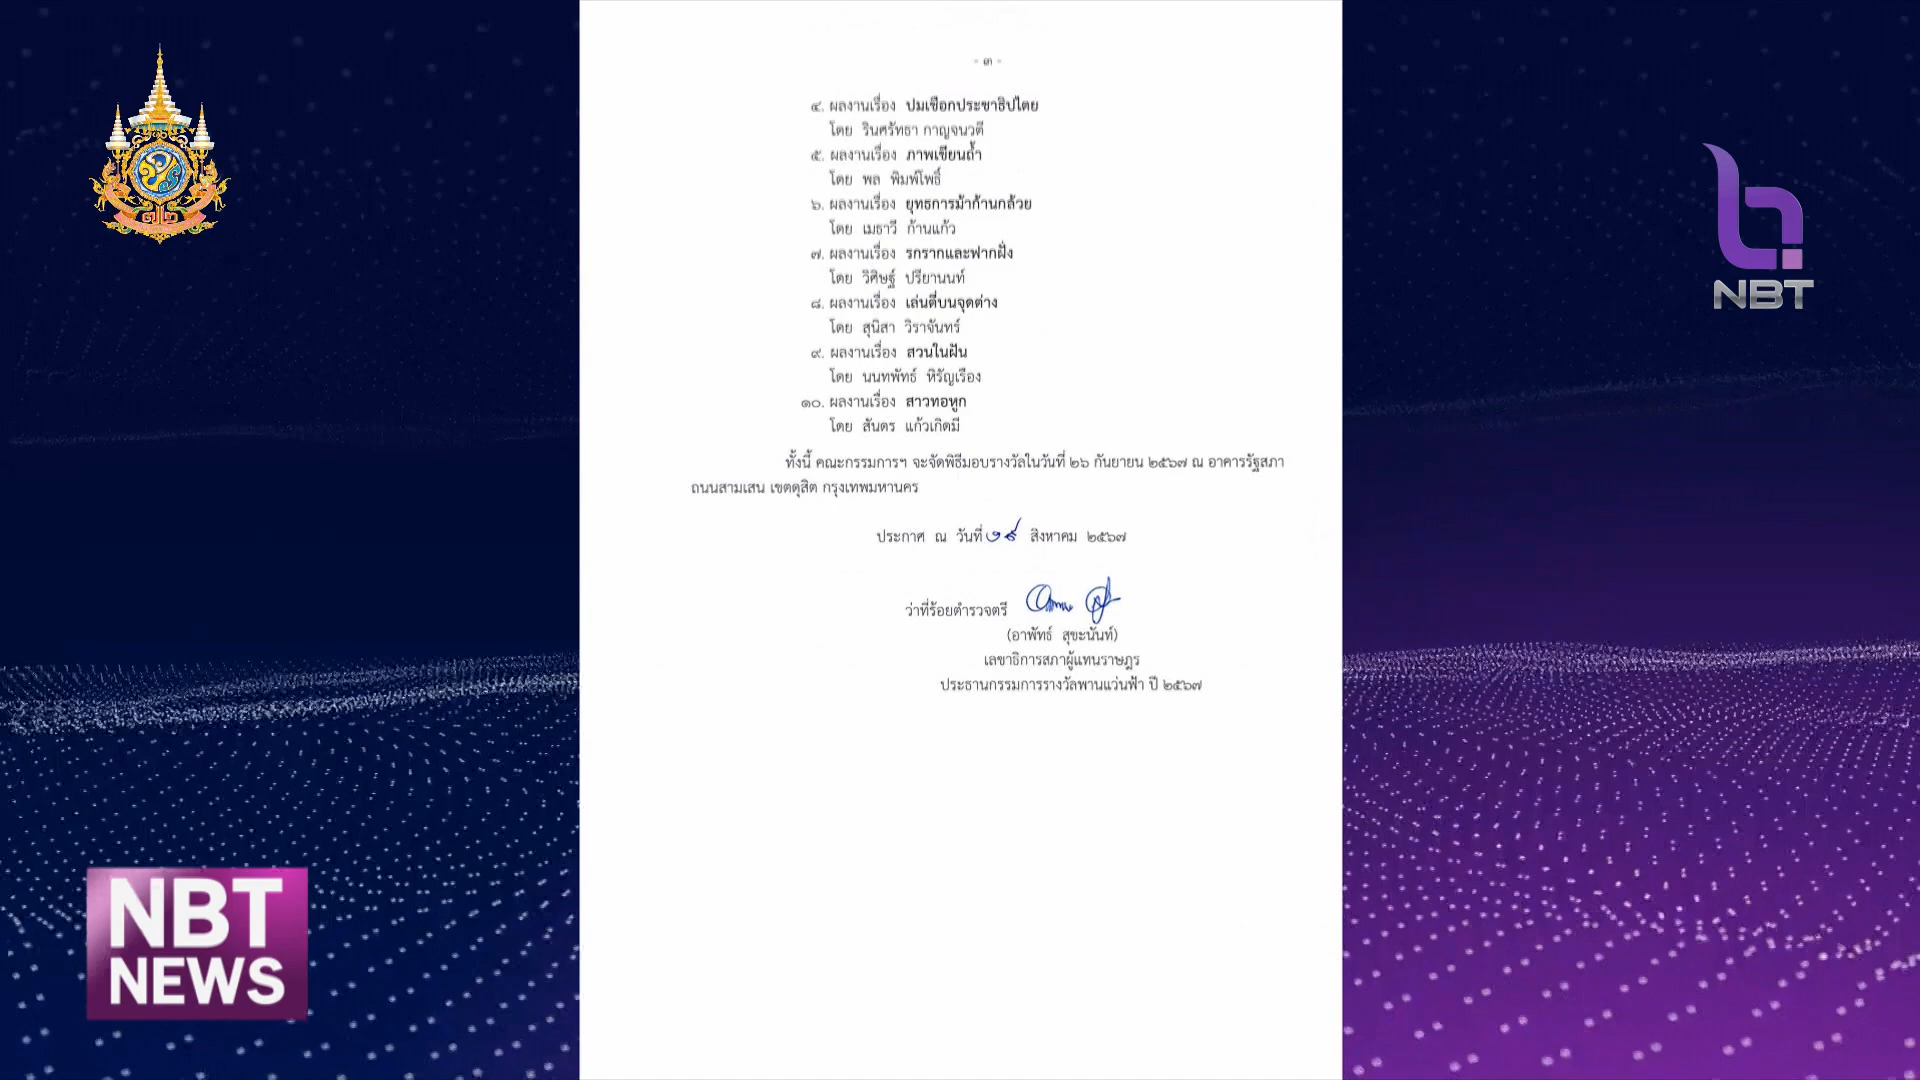 - ๓ -
๔. ผลงานเรื่อง ปมเชือกประชาธิปไตย
โดย รินศรัทธา กาญจนวตี
๕. ผลงานเรื่อง ภาพเขียนถ้ำ
โดย พล พิมพ์โพธิ์
๖. ผลงานเรื่อง ยุทธการม้าก้านกล้วย
โดย เมธาวี ก้านแก้ว
๗. ผลงานเรื่อง รกรากและฟากฝั่ง
โดย วิศิษฐ์ ปรียานนท์
๘. ผลงานเรื่อง เล่นตี่บนจุดต่าง
โดย สุนิสา วิราจันทร์
๙. ผลงานเรื่อง สวนในฝัน
โดย นนทพัทธ์ หิรัญเรือง
๑๐. ผลงานเรื่อง สาวทอหูก
โดย สันตร แก้วเกิดมี
ทั้งนี้ คณะกรรมการฯ จะจัดพิธีมอบรางวัลในวันที่ ๒๖ กันยายน ๒๕๖๗ ณ อาคารรัฐสภา
ถนนสามเสน เขตดุสิต กรุงเทพมหานคร
ประกาศ ณ วันที่ สิงหาคม ๒๕๖๗
ว่าที่ร้อยตำรวจตรี
(อาพัทธ์ สุขะนันท์)
เลขาธิการสภาผู้แทนราษฎร
ประธานกรรมการรางวัลพานแว่นฟ้า ปี ๒๕๖๗
๗๒
NBT
NBT
NEWS